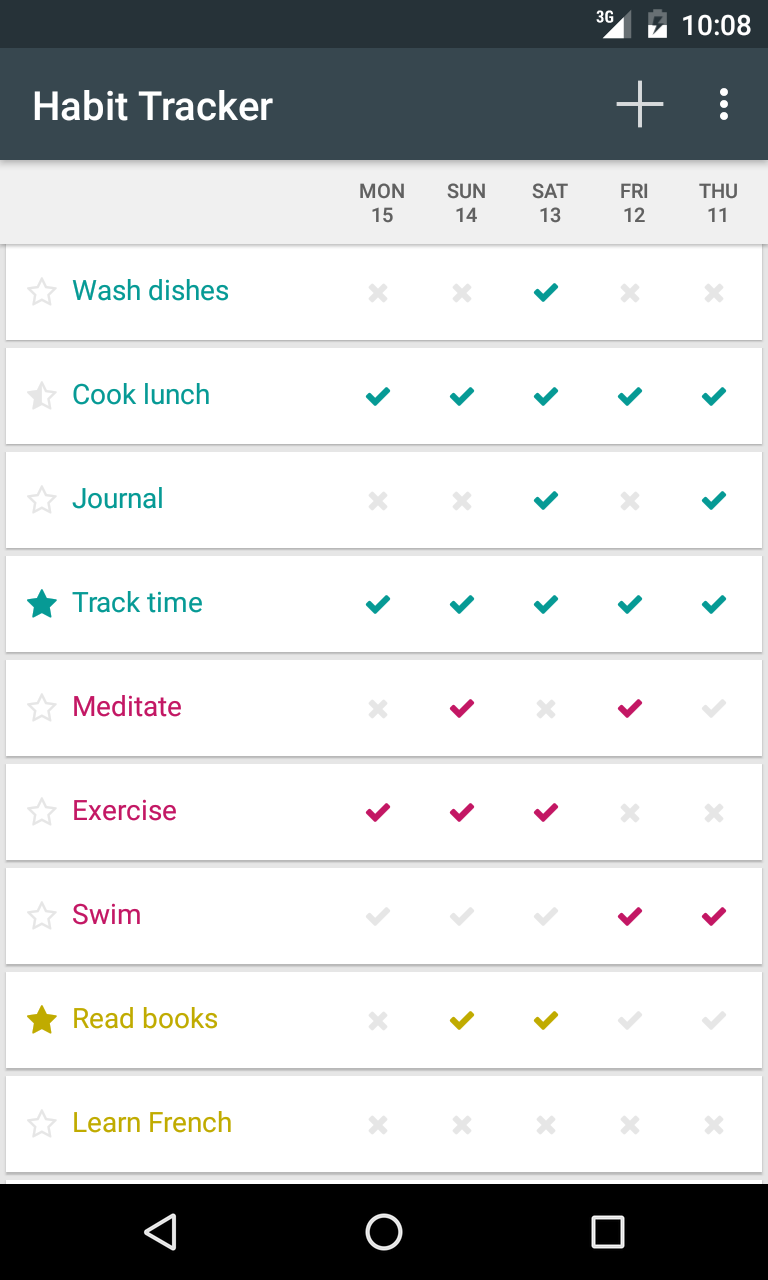 3G 10:08
Habit Tracker
MON SUN SAT FRI THU
15 14 13 12 11
Wash dishes
Cook lunch
Journal
Track time
Meditate
Exercise
Swim
Read books
Learn French